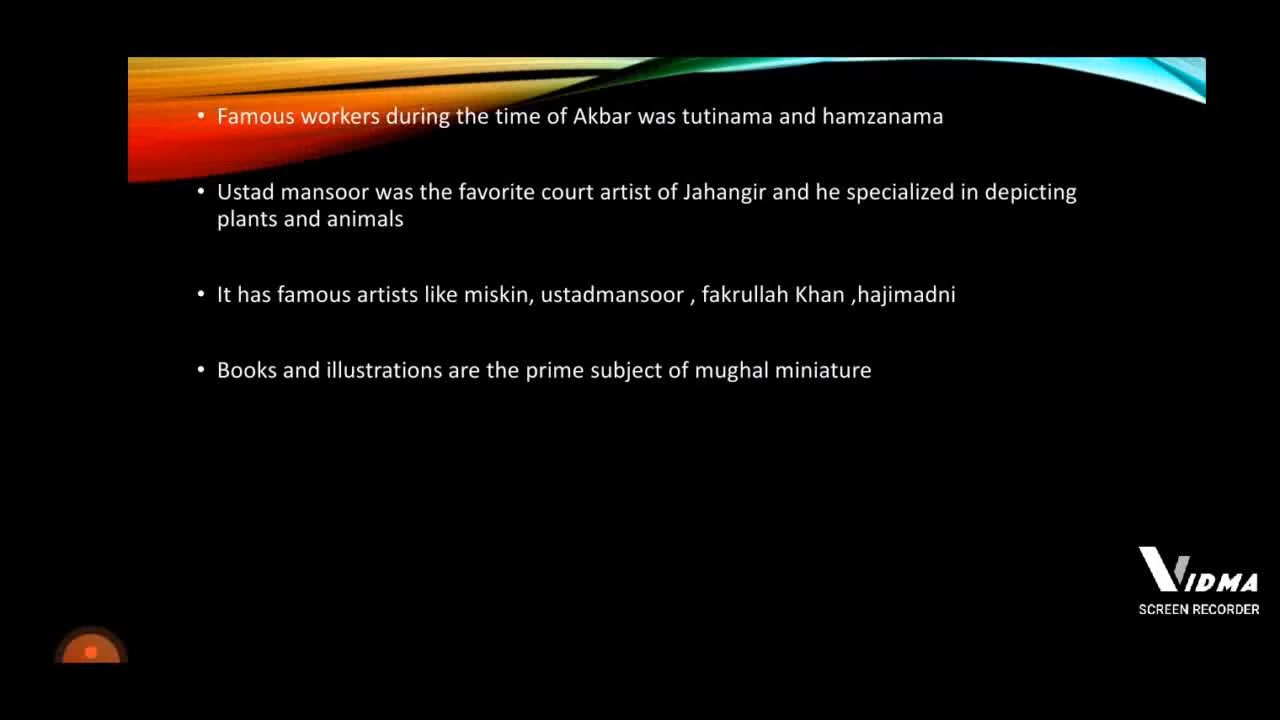 • Famous workers during the time of Akbar was tutinama and hamzanama
• Ustad mansoor was the favorite court artist of Jahangir and he specialized in depicting
plants and animals
• It has famous artists like miskin, ustadmansoor , fakrullah Khan ,hajimadni
• Books and illustrations are the prime subject of mughal miniature
VIDMA
SCREEN RECORDER